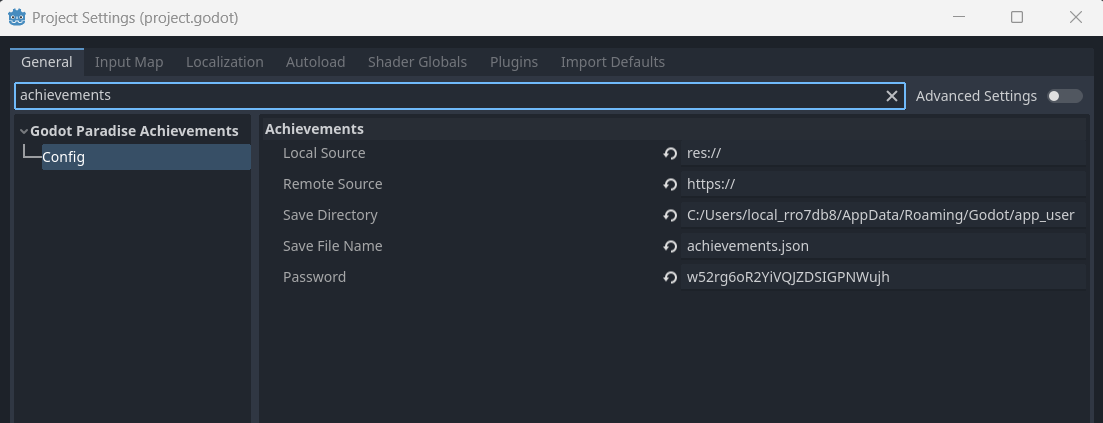 Project Settings (project.godot)
General Input Map Localization Autoload Shader Globals Plugins Import Defaults
achievements Advanced Settings
Godot Paradise Achievements
Config
Achievements
Local Source res://
Remote Source https://
Save Directory C:/Users/local_rro7db8/AppData/Roaming/Godot/app_user
Save File Name achievements.json
Password w52rg6oR2YiVQJZDSIGPNWujh